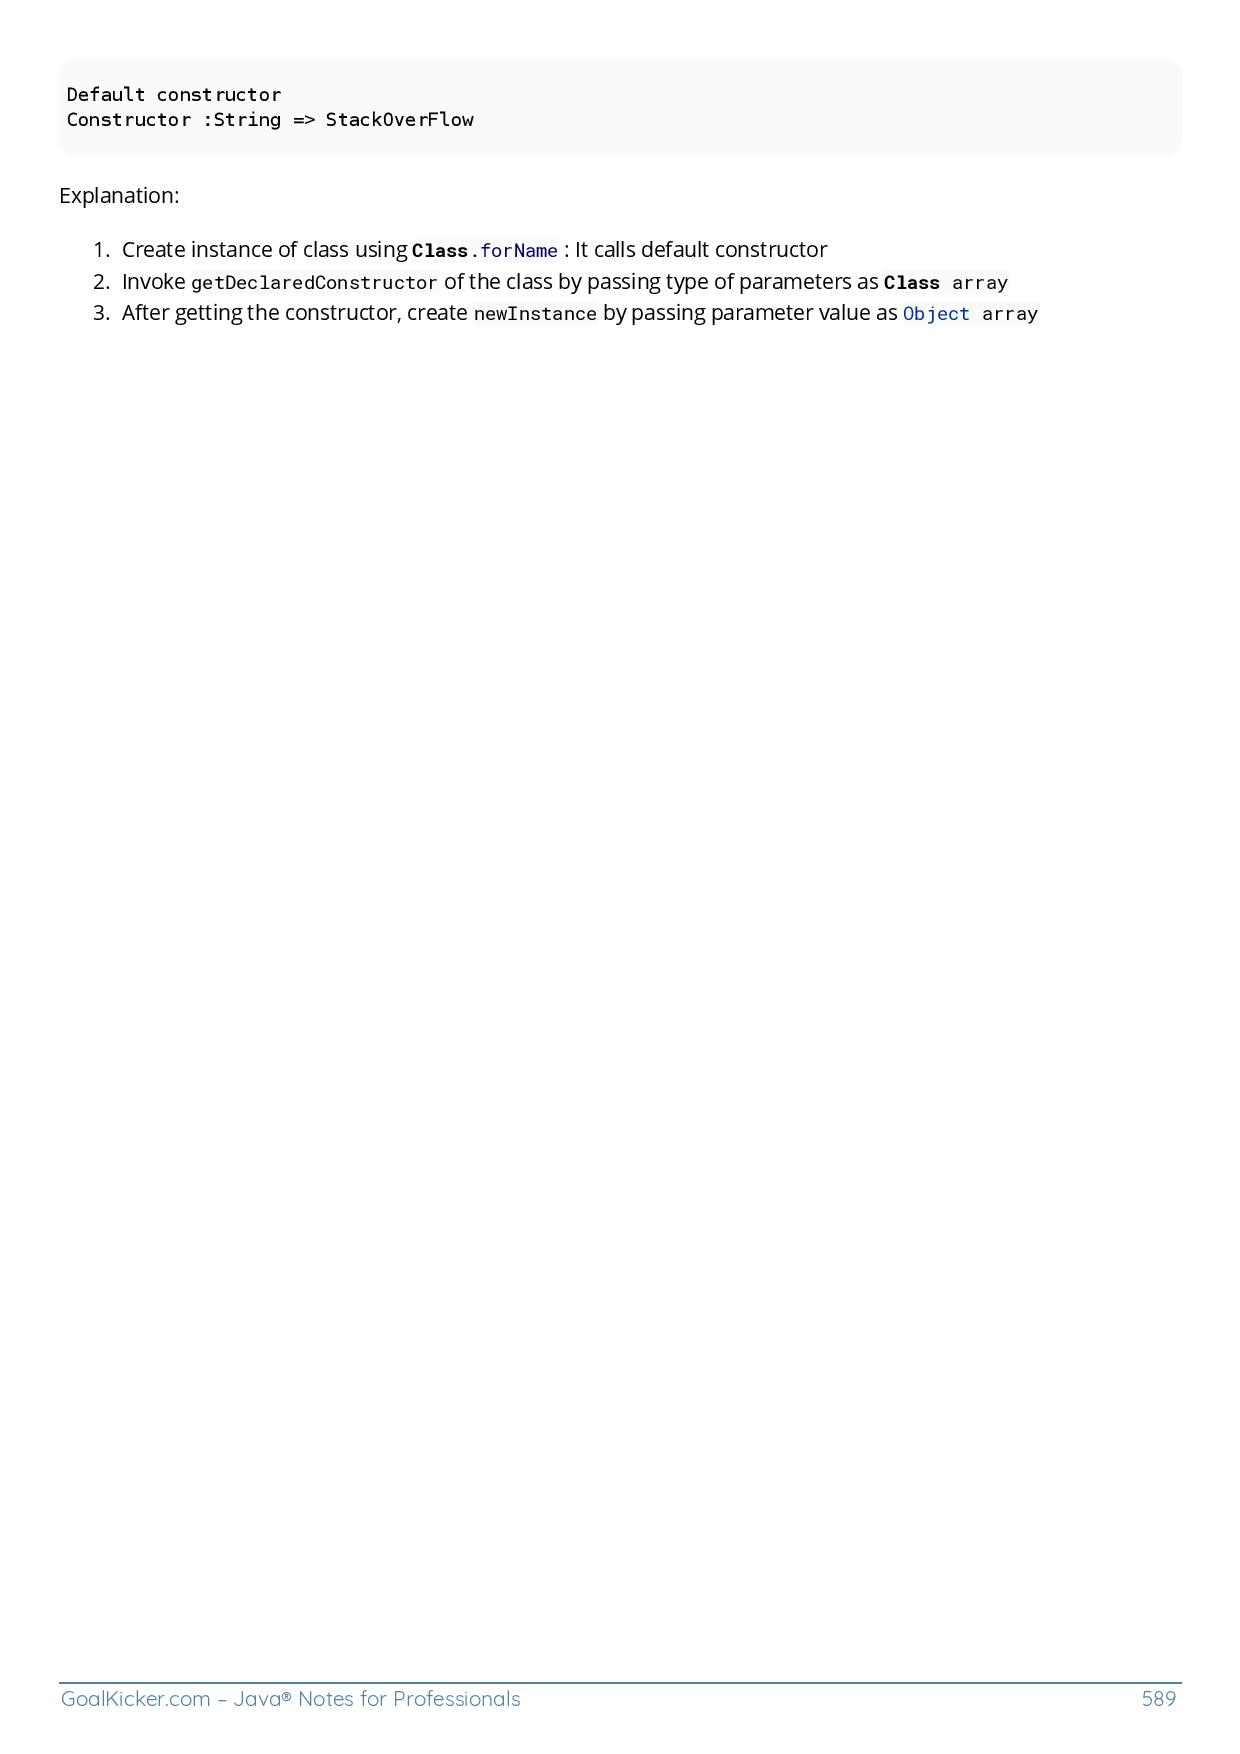 Default constructor
Constructor :String => StackOverFlow
Explanation:
1. Create instance of class using Class.forName : It calls default constructor
2. Invoke getDeclaredConstructor of the class by passing type of parameters as Class array
3. After getting the constructor, create newInstance by passing parameter value as Object array
GoalKicker.com – Java® Notes for Professionals 589